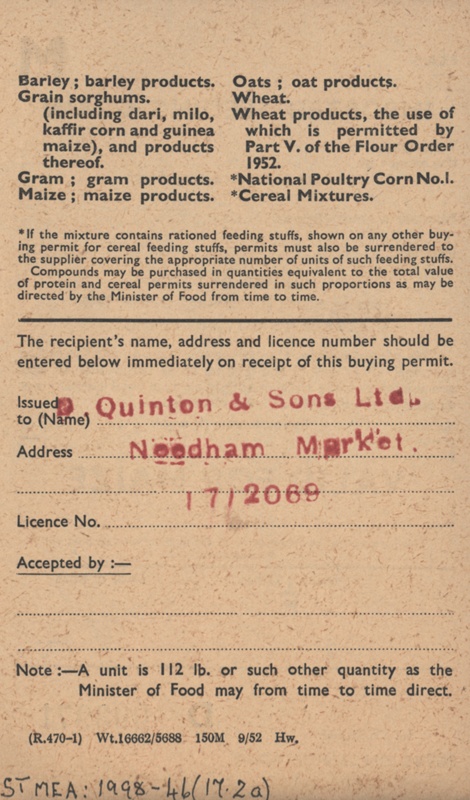 Barley ; barley products.
Grain sorghums.
(including dari, milo,
kaffir corn and guinea
maize), and products
thereof.
Gram ; gram products.
Maize ; maize products.
Oats ; oat products.
Wheat.
Wheat products, the use of
which is permitted by
Part V. of the Flour Order
1952.
*National Poultry Corn No.1.
*Cereal Mixtures.
*If the mixture contains rationed feeding stuffs, shown on any other buy-
ing permit for cereal feeding stuffs, permits must also be surrendered to
the supplier covering the appropriate number of units of such feeding stuffs.
Compounds may be purchased in quantities equivalent to the total value
of protein and cereal permits surrendered in such proportions as may be
directed by the Minister of Food from time to time.
The recipient's name, address and licence number should be
entered below immediately on receipt of this buying permit.
Issued
to (Name) Quinton & Sons Ltd.
Address Needham Market.
17/2069
Licence No.
Accepted by :—
Note :—A unit is 112 lb. or such other quantity as the
Minister of Food may from time to time direct.
(R.470-1) Wt.16662/5688 150M 9/52 Hw.
STMEA: 1998-46(17.2a)